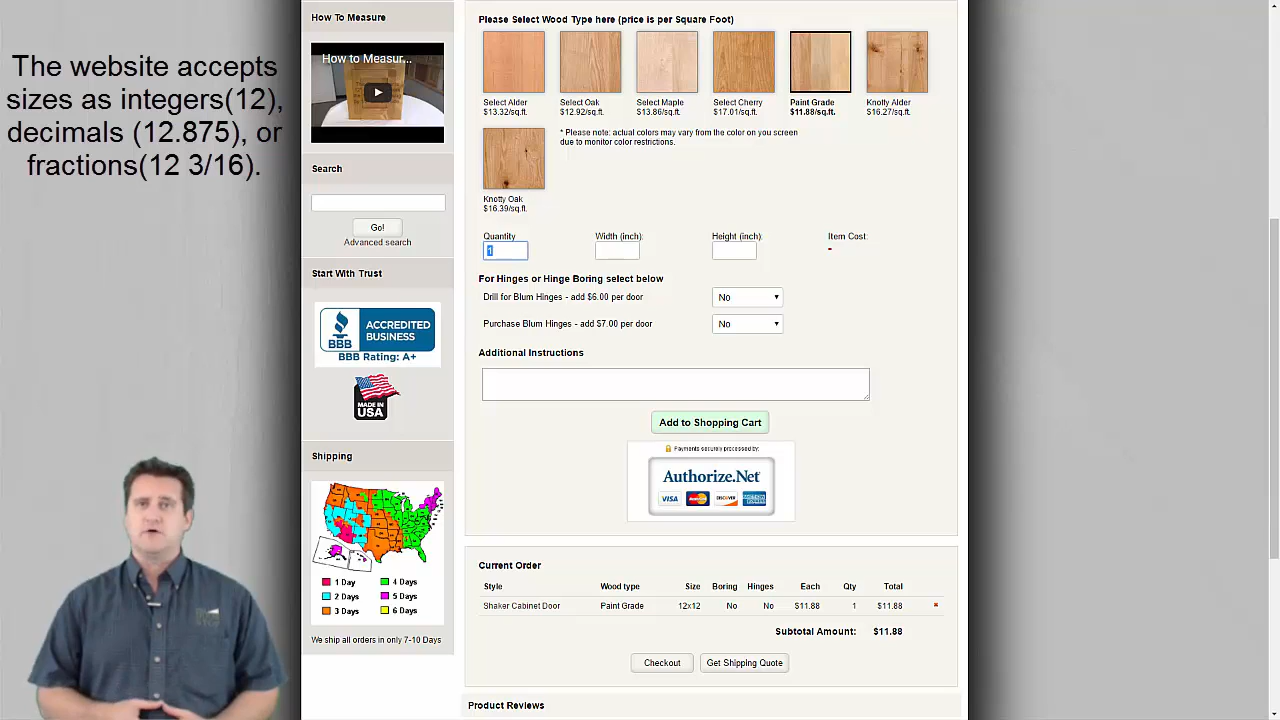 The website accepts
sizes as integers(12),
decimals (12.875), or
fractions(12 3/16).
How To Measure
How to Measur...
Search
Go!
Advanced search
Start With Trust
BBB
ACCREDITED
BUSINESS
BBB Rating: A+
MADE IN
USA
Shipping
1 Day
4 Days
2 Days
5 Days
3 Days
6 Days
We ship all orders in only 7-10 Days
Please Select Wood Type here (price is per Square Foot)
Select Alder
$13.32/sq.ft.
Select Oak
$12.92/sq.ft.
Select Maple
$13.86/sq.ft.
Select Cherry
$17.01/sq.ft.
Paint Grade
$11.88/sq.ft.
Knotty Alder
$16.27/sq.ft.
Knotty Oak
$16.39/sq.ft.
* Please note: actual colors may vary from the color on you screen
due to monitor color restrictions.
Quantity Width (inch): Height (inch): Item Cost:
1 -
For Hinges or Hinge Boring select below
Drill for Blum Hinges - add $6.00 per door No
Purchase Blum Hinges - add $7.00 per door No
Additional Instructions
Add to Shopping Cart
Payments securely processed by:
Authorize.Net
VISA MasterCard DISCOVER
Current Order
Style Wood type Size Boring Hinges Each Qty Total
Shaker Cabinet Door Paint Grade 12x12 No No $11.88 1 $11.88
Subtotal Amount: $11.88
Checkout Get Shipping Quote
Product Reviews